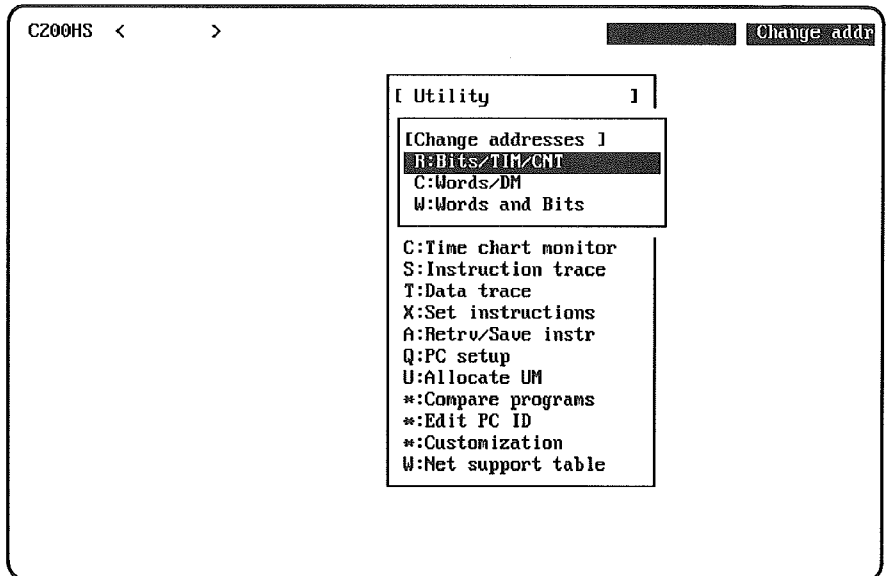 C200HS < >
Change addr
[ Utility ]
[Change addresses ]
R:Bits/TIM/CNT
C:Words/DM
W:Words and Bits
C:Time chart monitor
S:Instruction trace
T:Data trace
X:Set instructions
A:Retrv/Save instr
Q:PC setup
U:Allocate UM
*:Compare programs
*:Edit PC ID
*:Customization
W:Net support table